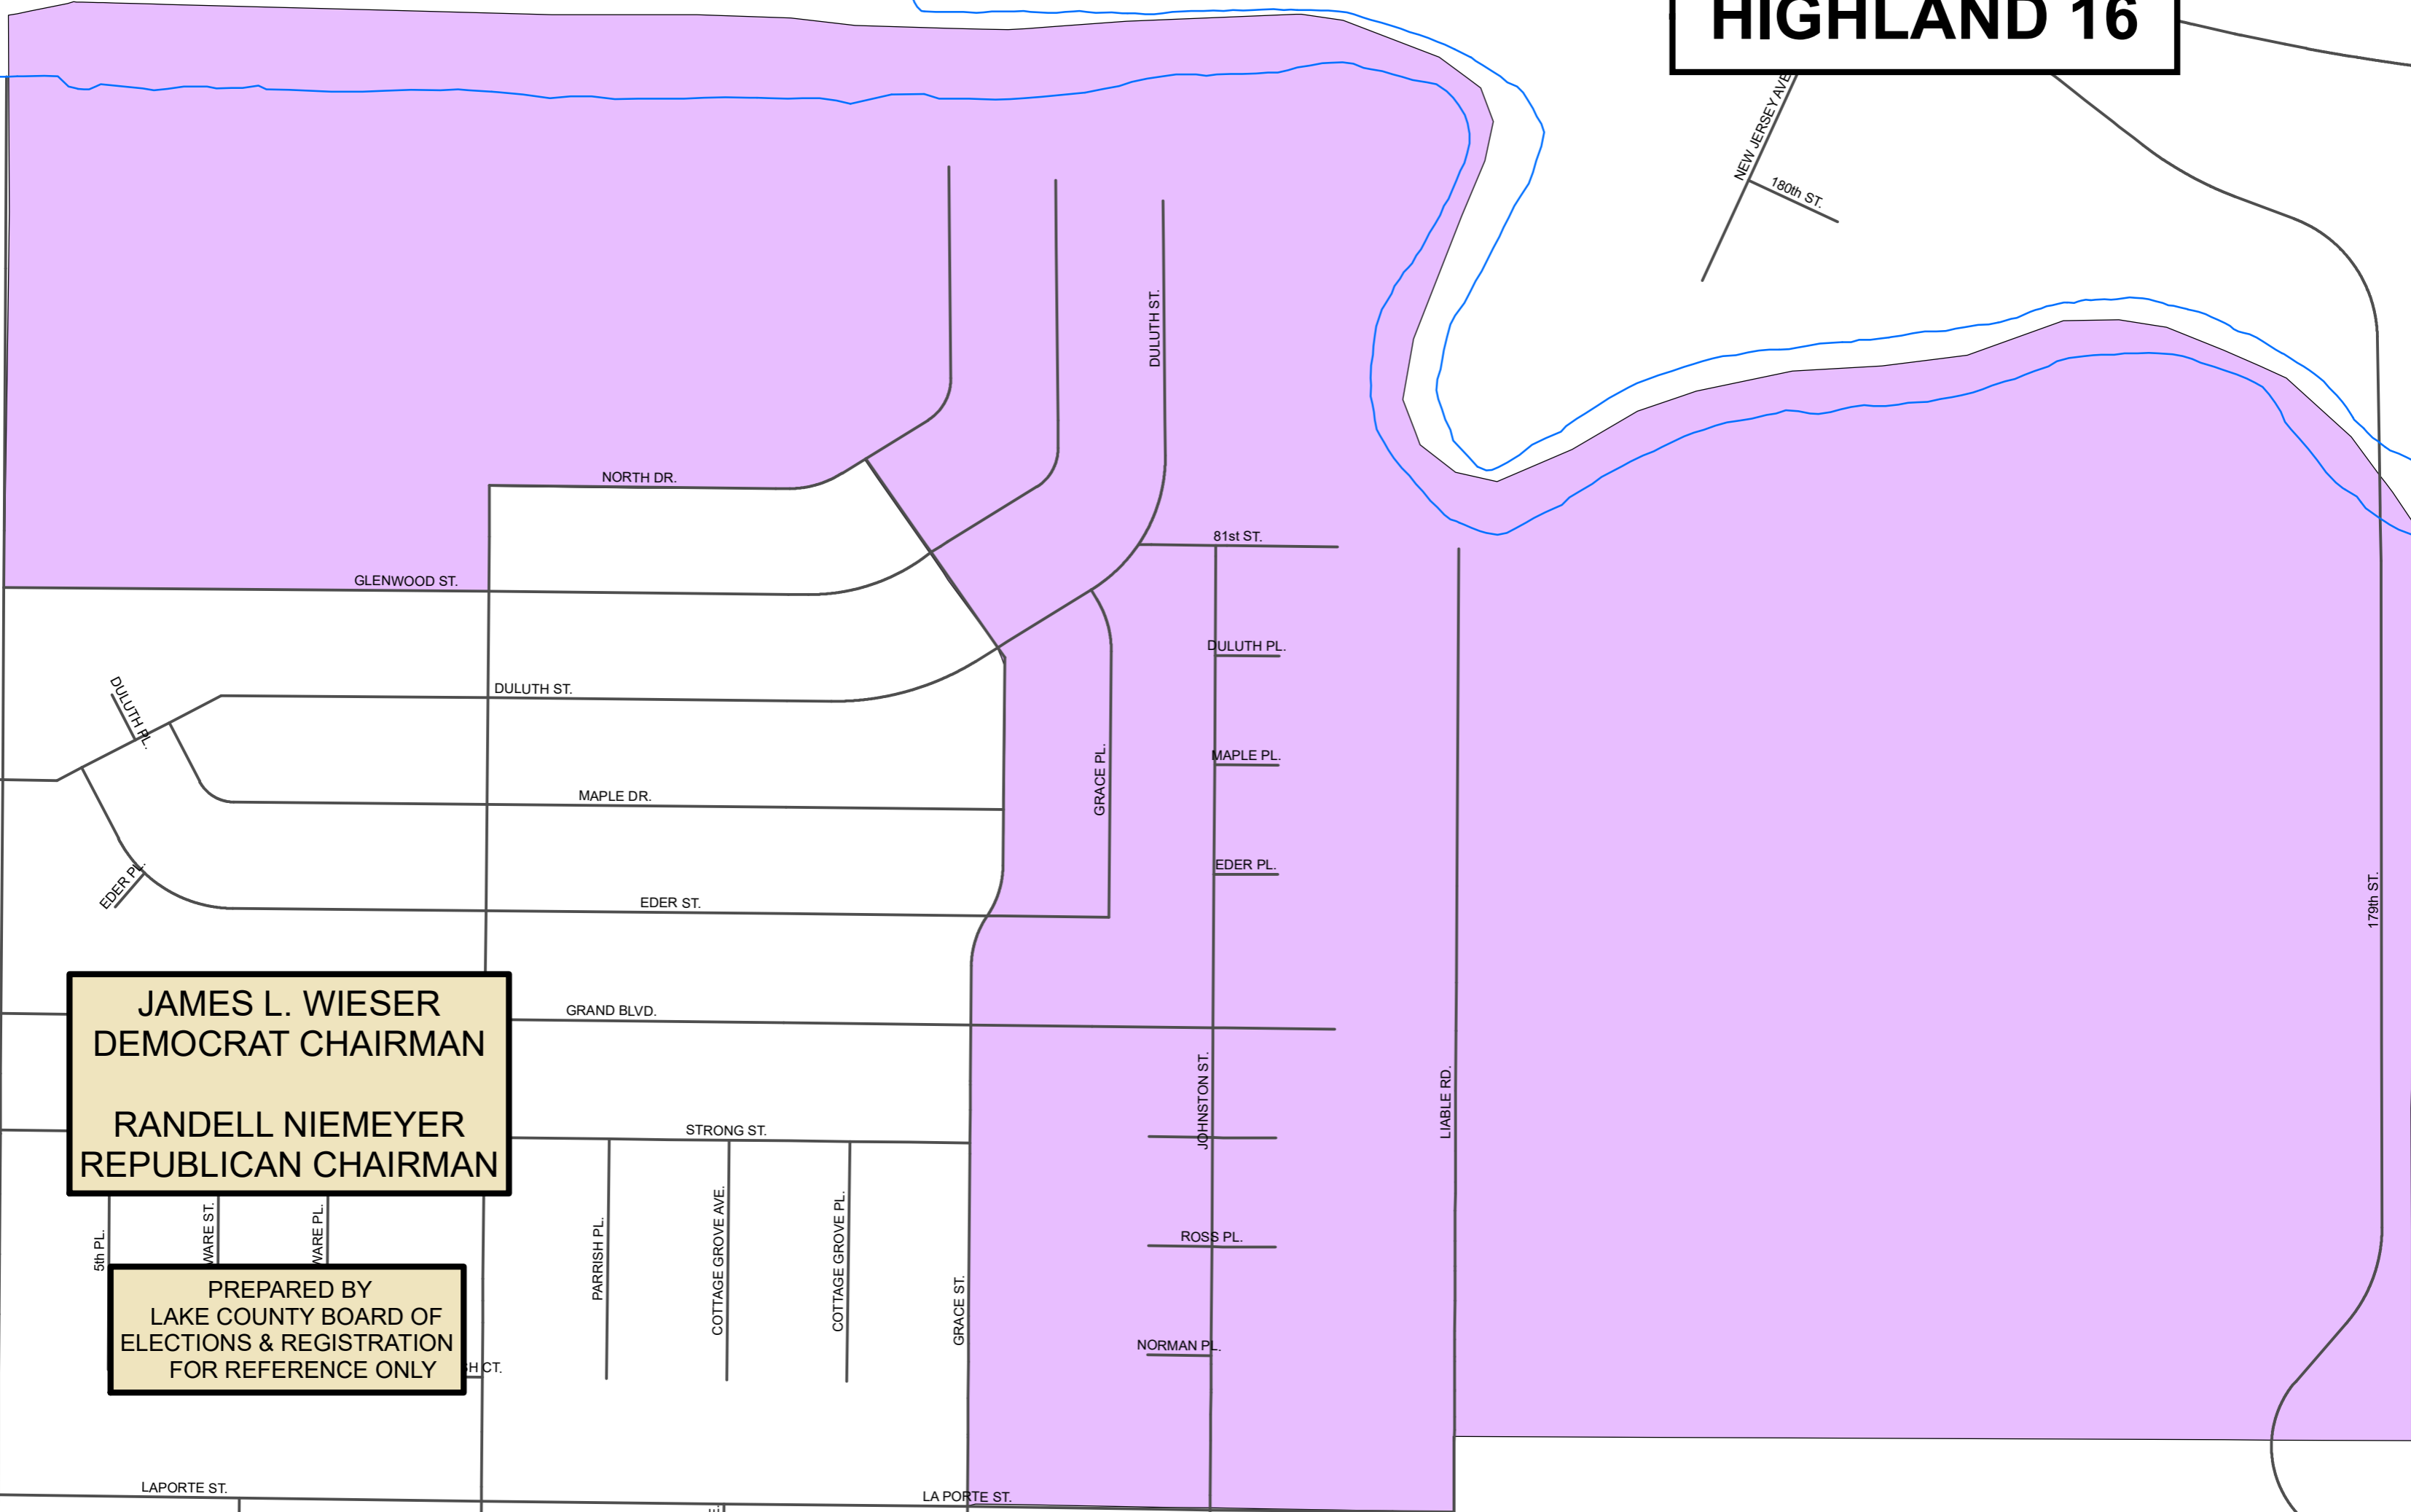 HIGHLAND 16
NEW JERSEY AVE
180th ST.
DULUTH ST.
NORTH DR.
81st ST.
GLENWOOD ST.
DULUTH PL.
DULUTH PL.
DULUTH ST.
GRACE PL.
MAPLE PL.
MAPLE DR.
EDER PL.
EDER PL.
EDER ST.
179th ST.
JAMES L. WIESER
DEMOCRAT CHAIRMAN
RANDELL NIEMEYER
REPUBLICAN CHAIRMAN
GRAND BLVD.
JOHNSTON ST.
LIABLE RD.
STRONG ST.
5th PL.
WARE ST.
WARE PL.
PARRISH PL.
COTTAGE GROVE AVE.
COTTAGE GROVE PL.
ROSS PL.
GRACE ST.
PREPARED BY
LAKE COUNTY BOARD OF
ELECTIONS & REGISTRATION
FOR REFERENCE ONLY
NORMAN PL.
H CT.
LAPORTE ST.
LA PORTE ST.